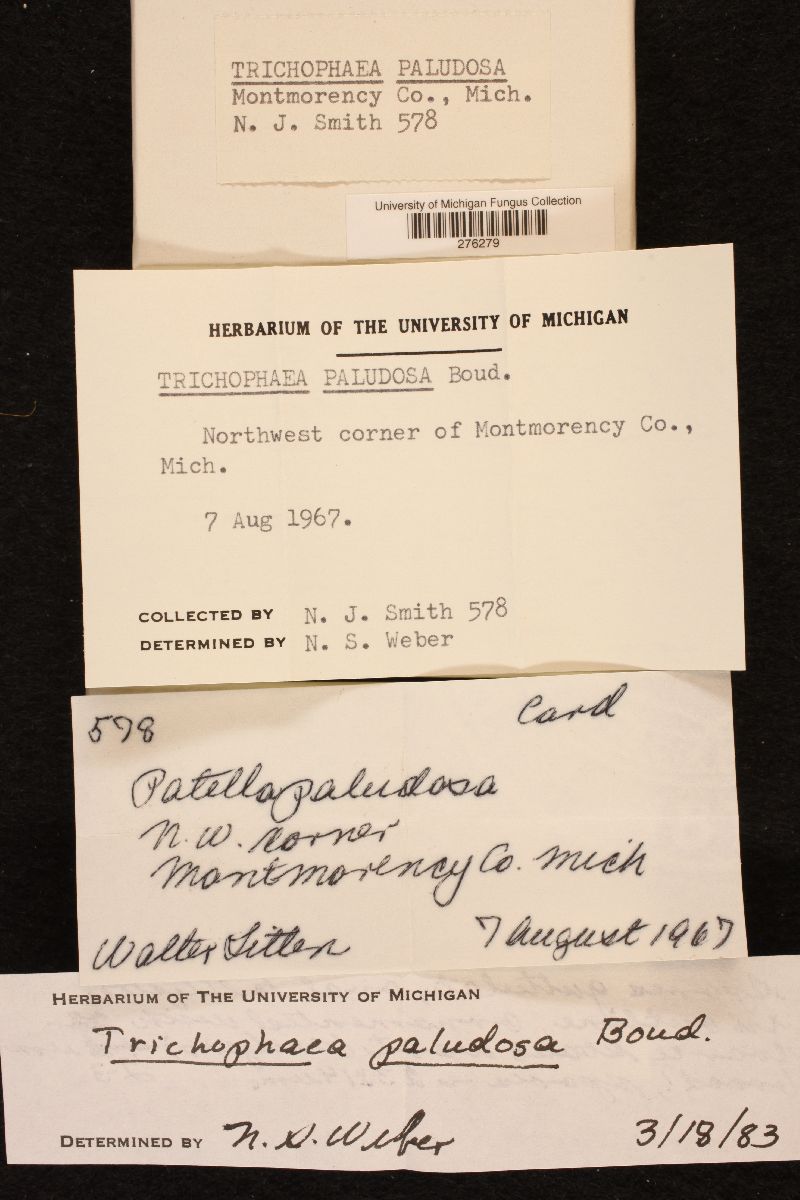 TRICHOPHAEA PALUDOSA
Montmorency Co., Mich.
N. J. Smith 578
University of Michigan Fungus Collection
276279
HERBARIUM OF THE UNIVERSITY OF MICHIGAN
TRICHOPHAEA PALUDOSA Boud.
Northwest corner of Montmorency Co.,
Mich.
7 Aug 1967.
COLLECTED BY N. J. Smith 578
DETERMINED BY N. S. Weber
578 Card
Patella paludosa
N.W. corner
Montmorency Co. Mich
Walter 7 August 1967
HERBARIUM OF THE UNIVERSITY OF MICHIGAN
Trichophaea paludosa Boud.
DETERMINED BY N. S. Weber 3/18/83